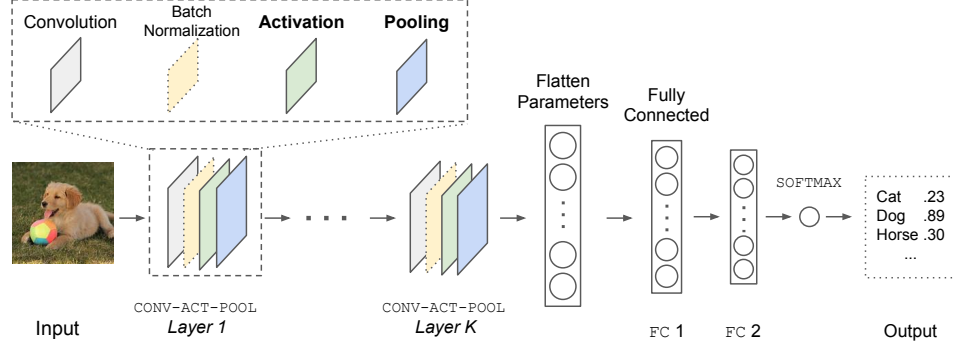 Convolution
Batch
Normalization
Activation
Pooling
Flatten
Parameters
Fully
Connected
SOFTMAX
Cat .23
Dog .89
Horse .30
...
CONV-ACT-POOL
Layer 1
CONV-ACT-POOL
Layer K
Input
FC 1
FC 2
Output